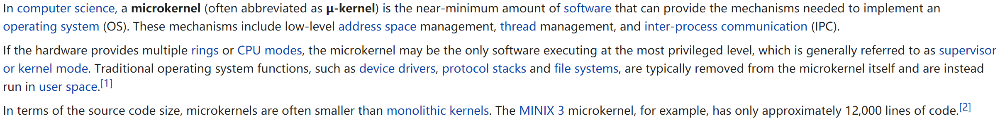 In computer science, a microkernel (often abbreviated as μ-kernel) is the near-minimum amount of software that can provide the mechanisms needed to implement an
operating system (OS). These mechanisms include low-level address space management, thread management, and inter-process communication (IPC).
If the hardware provides multiple rings or CPU modes, the microkernel may be the only software executing at the most privileged level, which is generally referred to as supervisor
or kernel mode. Traditional operating system functions, such as device drivers, protocol stacks and file systems, are typically removed from the microkernel itself and are instead
run in user space.[1]
In terms of the source code size, microkernels are often smaller than monolithic kernels. The MINIX 3 microkernel, for example, has only approximately 12,000 lines of code.[2]